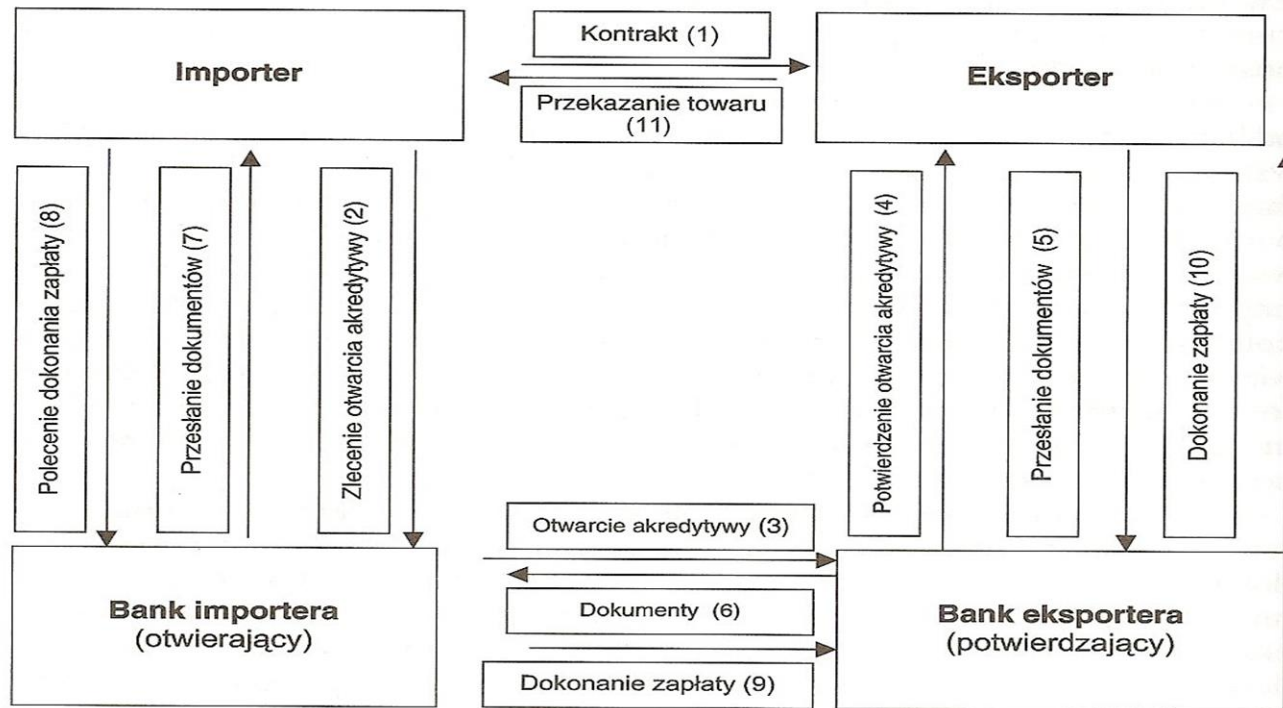 Kontrakt (1)
Importer
Eksporter
Przekazanie towaru
(11)
Polecenie dokonania zapłaty (8)
Przesłanie dokumentów (7)
Zlecenie otwarcia akredytywy (2)
Potwierdzenie otwarcia akredytywy (4)
Przesłanie dokumentów (5)
Dokonanie zapłaty (10)
Otwarcie akredytywy (3)
Bank importera
(otwierający)
Dokumenty (6)
Bank eksportera
(potwierdzający)
Dokonanie zapłaty (9)